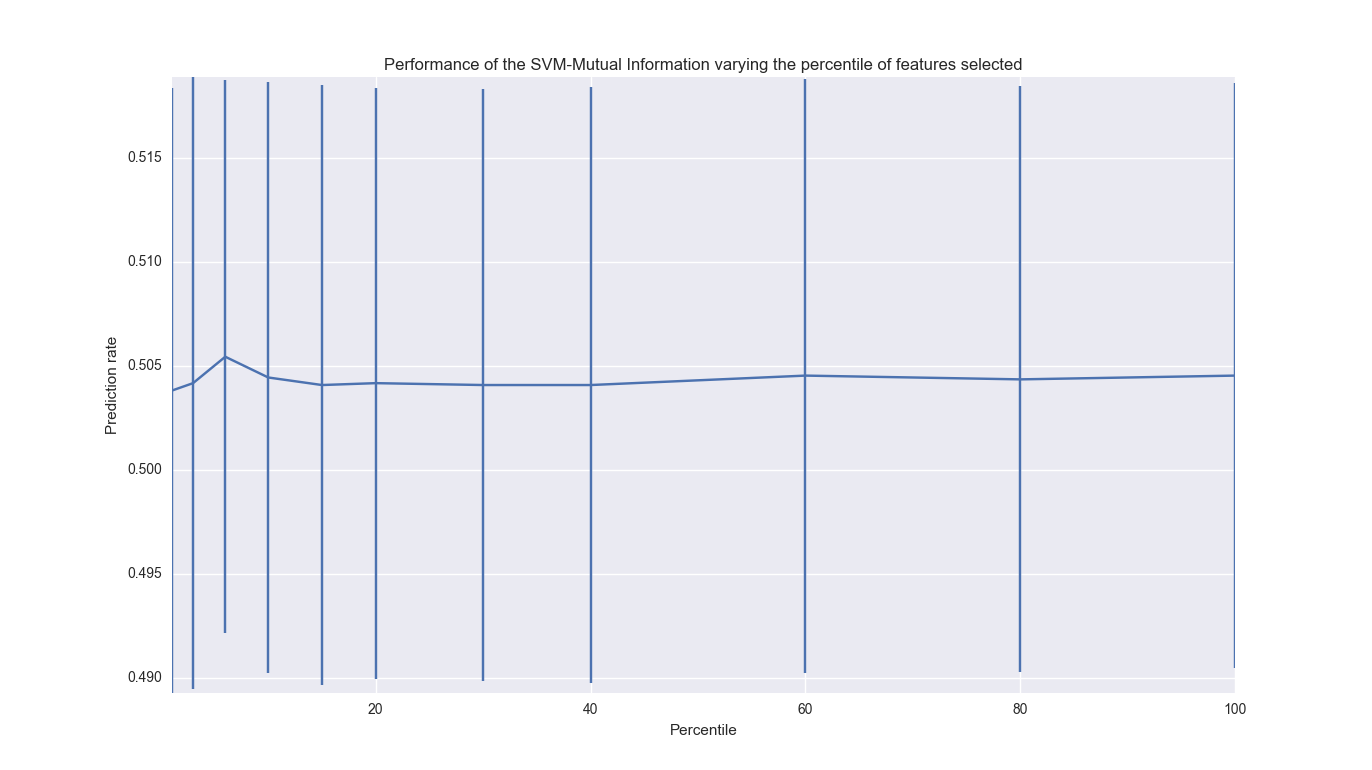 Performance of the SVM-Mutual Information varying the percentile of features selected
0.515
0.510
0.505
0.500
0.495
0.490
Prediction rate
20 40 60 80 100
Percentile